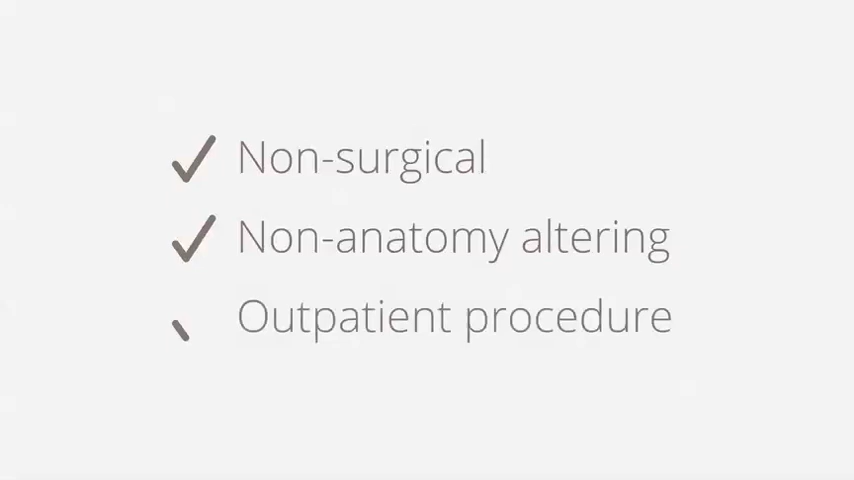 Non-surgical
Non-anatomy altering
Outpatient procedure